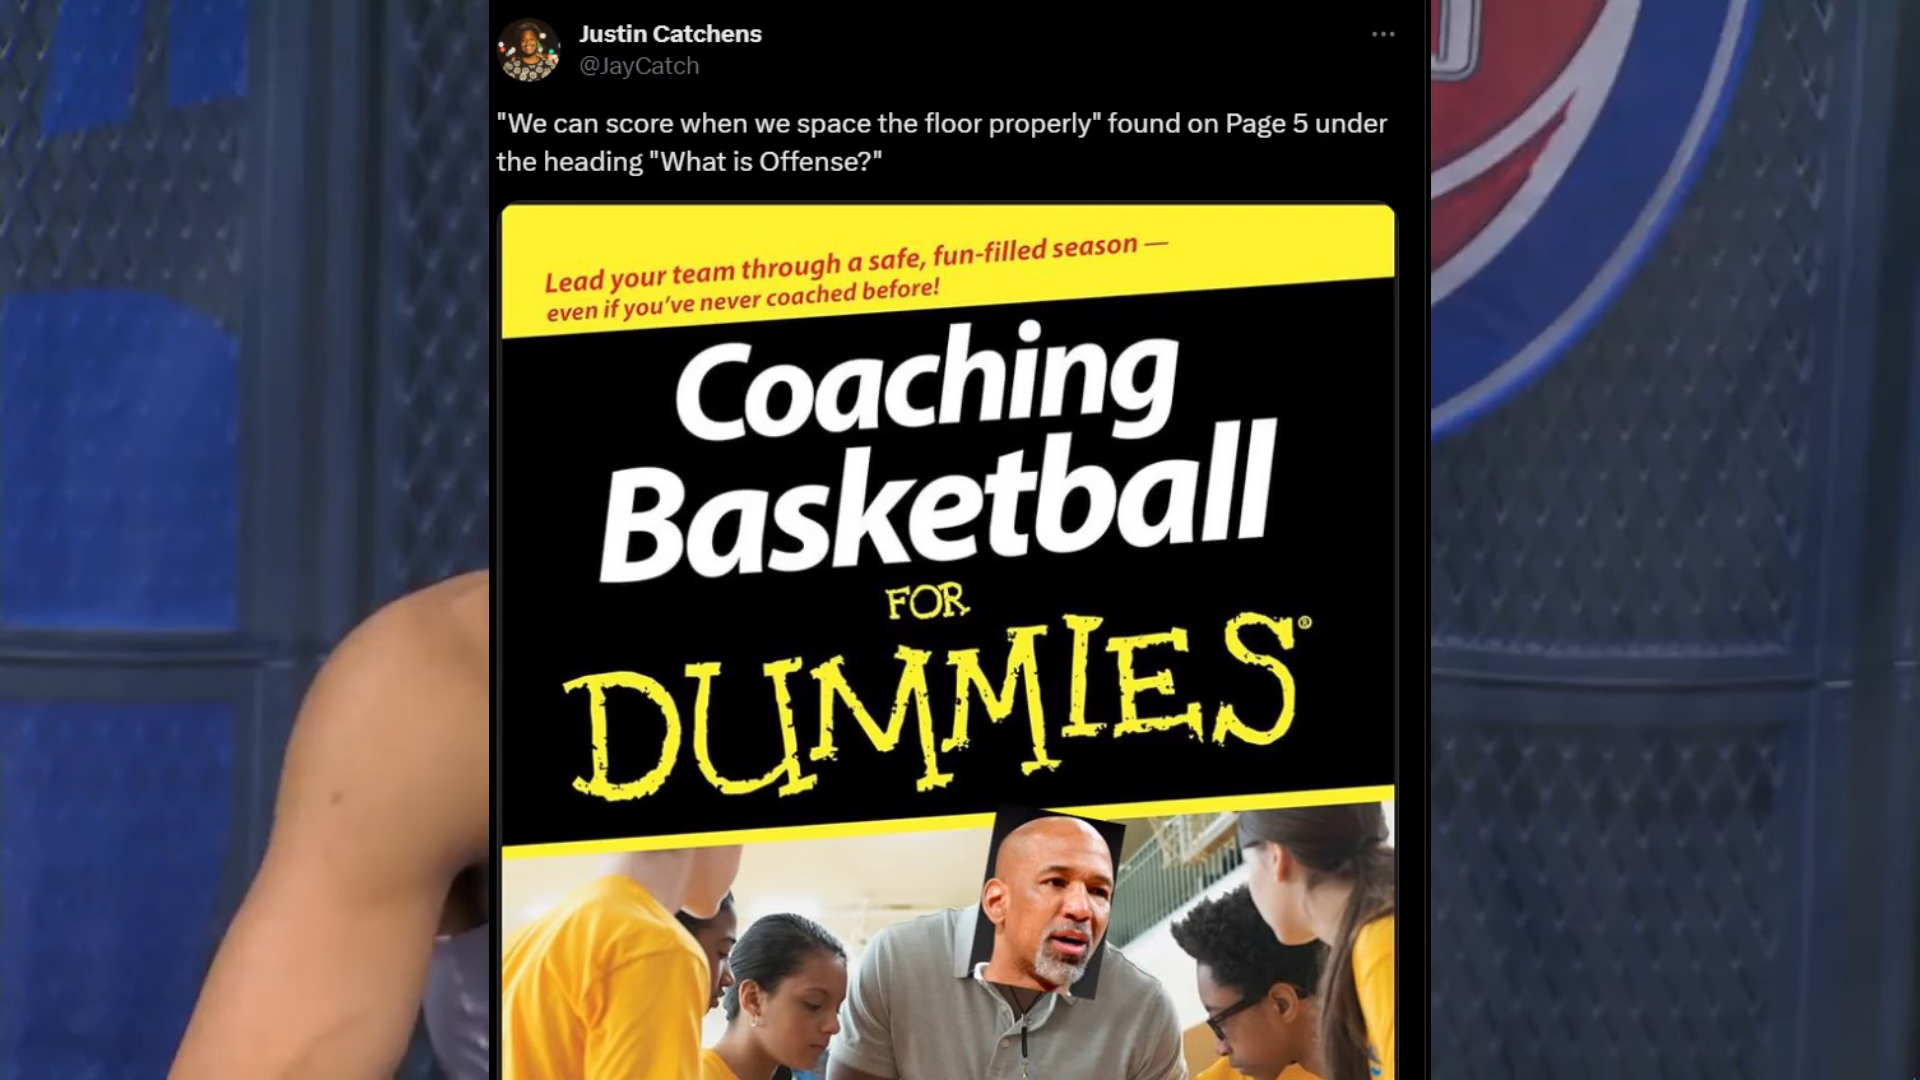 Justin Catchens
@JayCatch
"We can score when we space the floor properly" found on Page 5 under
the heading "What is Offense?"
Lead your team through a safe, fun-filled season —
even if you've never coached before!
Coaching
Basketball
FOR
DUMMIES®